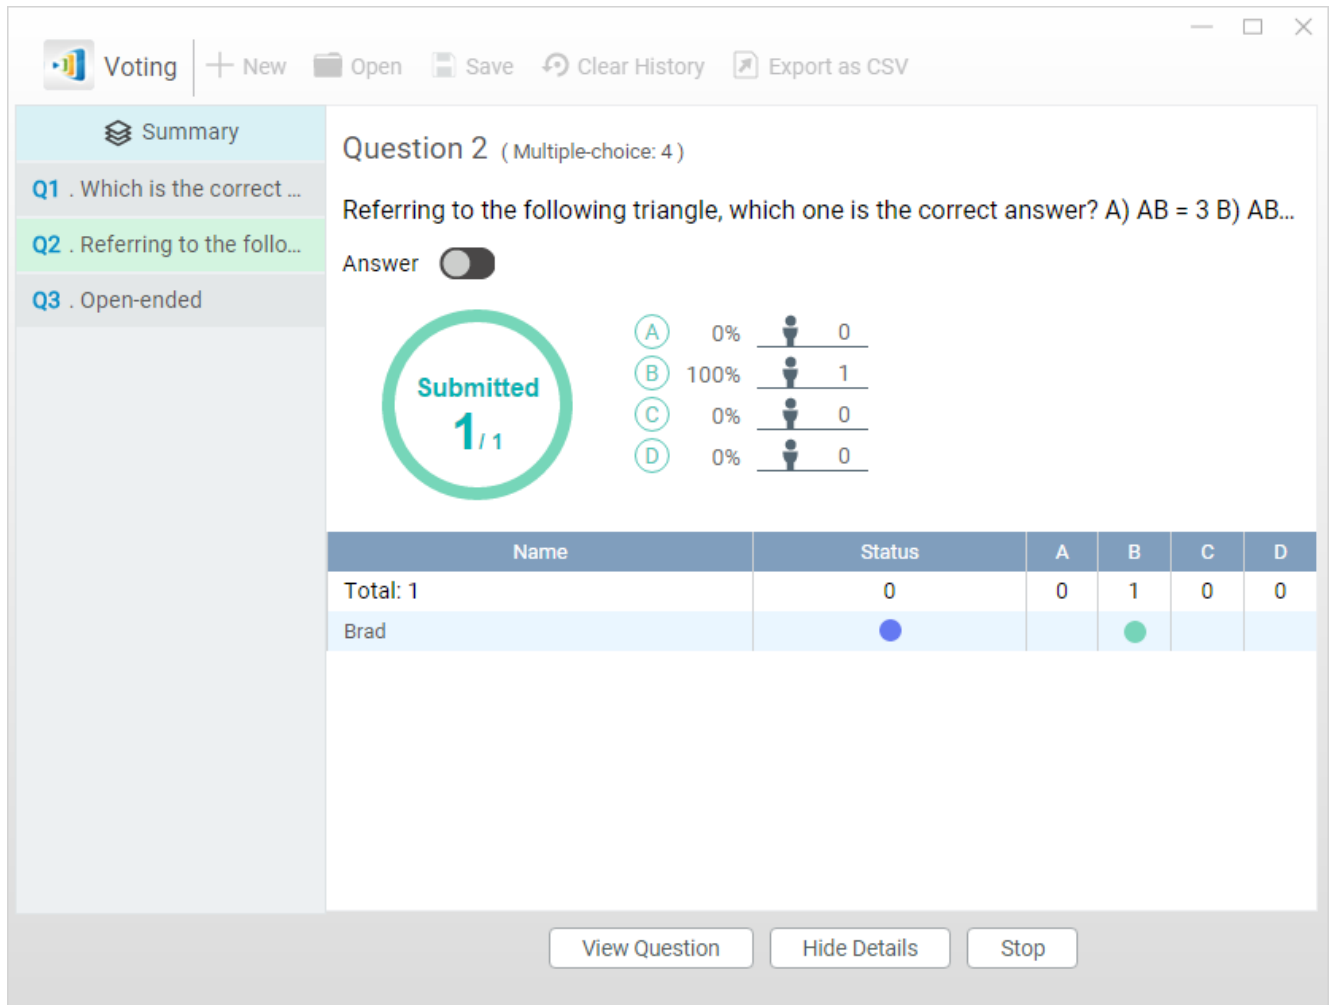 Voting
New
Open
Save
Clear History
Export as CSV
Summary
Q1 . Which is the correct ...
Q2 . Referring to the follo...
Q3 . Open-ended
Question 2 ( Multiple-choice: 4 )
Referring to the following triangle, which one is the correct answer? A) AB = 3 B) AB...
Answer
Submitted
1 / 1
A 0% 0
B 100% 1
C 0% 0
D 0% 0
Name Status A B C D
Total: 1 0 0 1 0 0
Brad
View Question
Hide Details
Stop